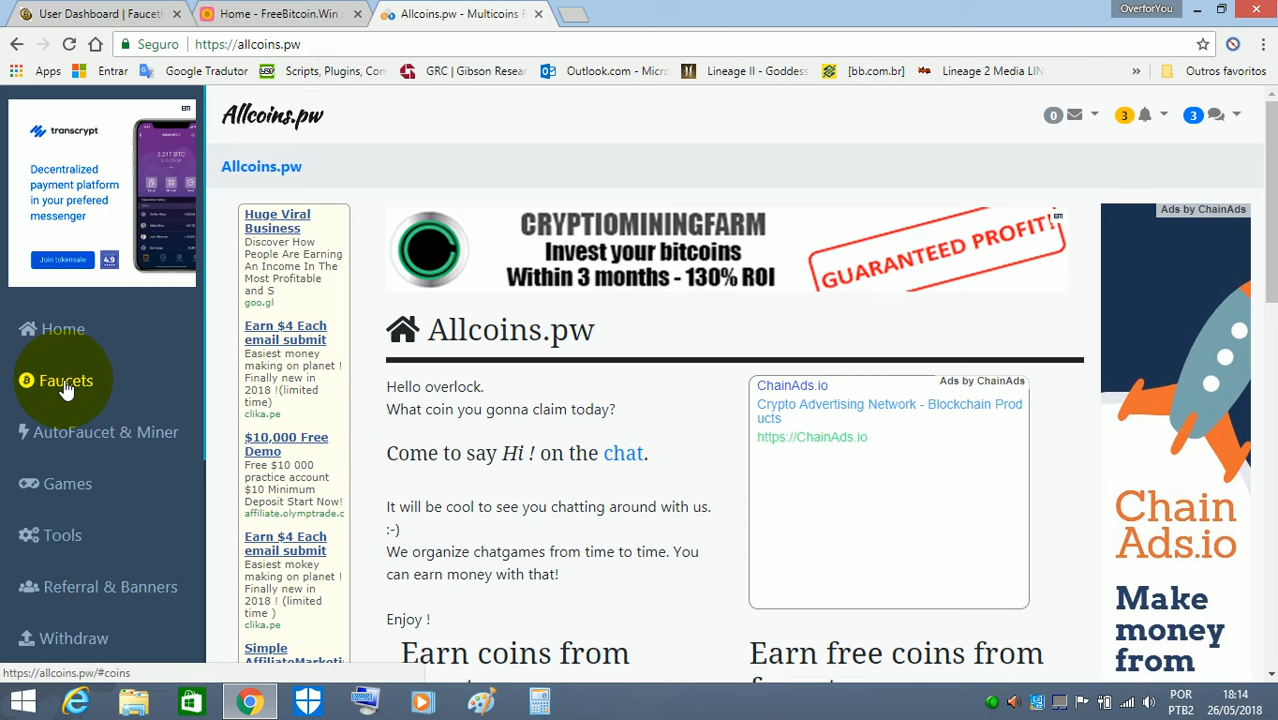 User Dashboard | Fauceth
Home - FreeBitcoin.Win
Allcoins.pw - Multicoins F
OverforYou
Seguro
https://allcoins.pw
Apps
Entrar
Google Tradutor
Scripts, Plugins, Com
GRC | Gibson Resear
Outlook.com - Micro
Lineage II - Goddess
[bb.com.br]
Lineage 2 Media LIN
»
Outros favoritos
transcrypt
Decentralized
payment platform
in your prefered
messenger
Join tokensale
4.9
3,217 BTC
Home
Faucets
AutoFaucet & Miner
Games
Tools
Referral & Banners
Withdraw
https://allcoins.pw/#coins
Allcoins.pw
0
3
3
Allcoins.pw
Huge Viral
Business
Discover How
People Are Earning
An Income In The
Most Profitable
and S
goo.gl
Earn $4 Each
email submit
Easiest money
making on planet !
Finally new in
2018 !(limited
time)
clika.pe
$10,000 Free
Demo
Free $10 000
practice account
$10 Minimum
Deposit Start Now!
affiliate.olymptrade.c
Earn $4 Each
email submit
Easiest mokey
making on planet !
Finally new in
2018 ! (limited
time )
clika.pe
Simple
AffiliateMarketi
CRYPTIOMININGFARM
Invest your bitcoins
Within 3 months - 130% ROI
GUARANTEED PROFIT!
Allcoins.pw
Hello overlock.
What coin you gonna claim today?
Come to say Hi ! on the chat.
It will be cool to see you chatting around with us.
:-)
We organize chatgames from time to time. You
can earn money with that!
Enjoy !
Earn coins from
ChainAds.io
Ads by ChainAds
Crypto Advertising Network - Blockchain Prod
ucts
https://ChainAds.io
Earn free coins from
Ads by ChainAds
Chain
Ads.io
Make
money
from
POR
PTB2
18:14
26/05/2018